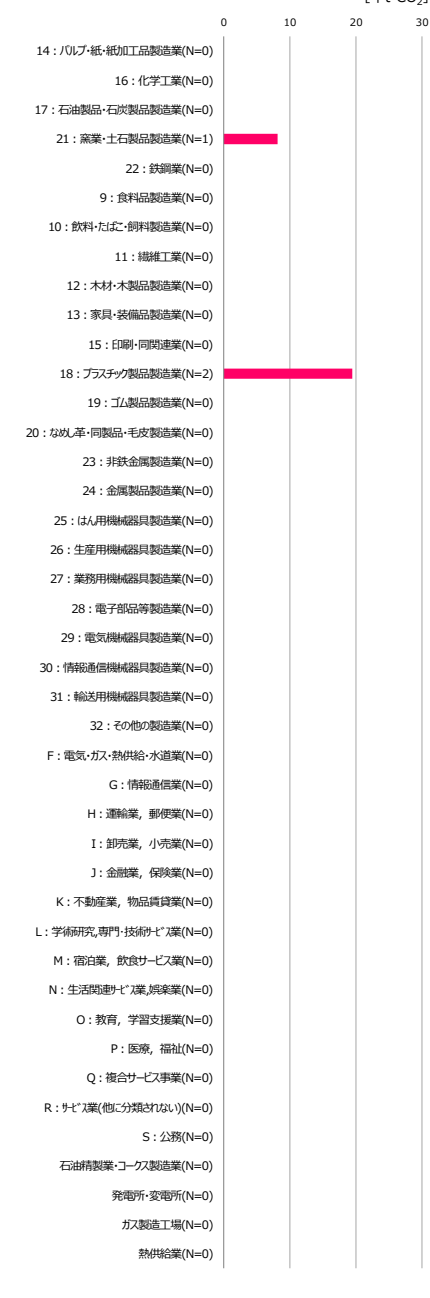 0 10 20 30
14：パルプ・紙・紙加工品製造業(N=0)
16：化学工業(N=0)
17：石油製品・石炭製品製造業(N=0)
21：窯業・土石製品製造業(N=1)
22：鉄鋼業(N=0)
9：食料品製造業(N=0)
10：飲料・たばこ・飼料製造業(N=0)
11：繊維工業(N=0)
12：木材・木製品製造業(N=0)
13：家具・装備品製造業(N=0)
15：印刷・同関連業(N=0)
18：プラスチック製品製造業(N=2)
19：ゴム製品製造業(N=0)
20：なめし革・同製品・毛皮製造業(N=0)
23：非鉄金属製造業(N=0)
24：金属製品製造業(N=0)
25：はん用機械器具製造業(N=0)
26：生産用機械器具製造業(N=0)
27：業務用機械器具製造業(N=0)
28：電子部品等製造業(N=0)
29：電気機械器具製造業(N=0)
30：情報通信機械器具製造業(N=0)
31：輸送用機械器具製造業(N=0)
32：その他の製造業(N=0)
F：電気・ガス・熱供給・水道業(N=0)
G：情報通信業(N=0)
H：運輸業，郵便業(N=0)
I：卸売業，小売業(N=0)
J：金融業，保険業(N=0)
K：不動産業，物品賃貸業(N=0)
L：学術研究,専門・技術ｻｰﾋﾞｽ業(N=0)
M：宿泊業，飲食サービス業(N=0)
N：生活関連ｻｰﾋﾞｽ業,娯楽業(N=0)
O：教育，学習支援業(N=0)
P：医療，福祉(N=0)
Q：複合サービス事業(N=0)
R：ｻｰﾋﾞｽ業(他に分類されない)(N=0)
S：公務(N=0)
石油精製業・コークス製造業(N=0)
発電所・変電所(N=0)
ガス製造工場(N=0)
熱供給業(N=0)